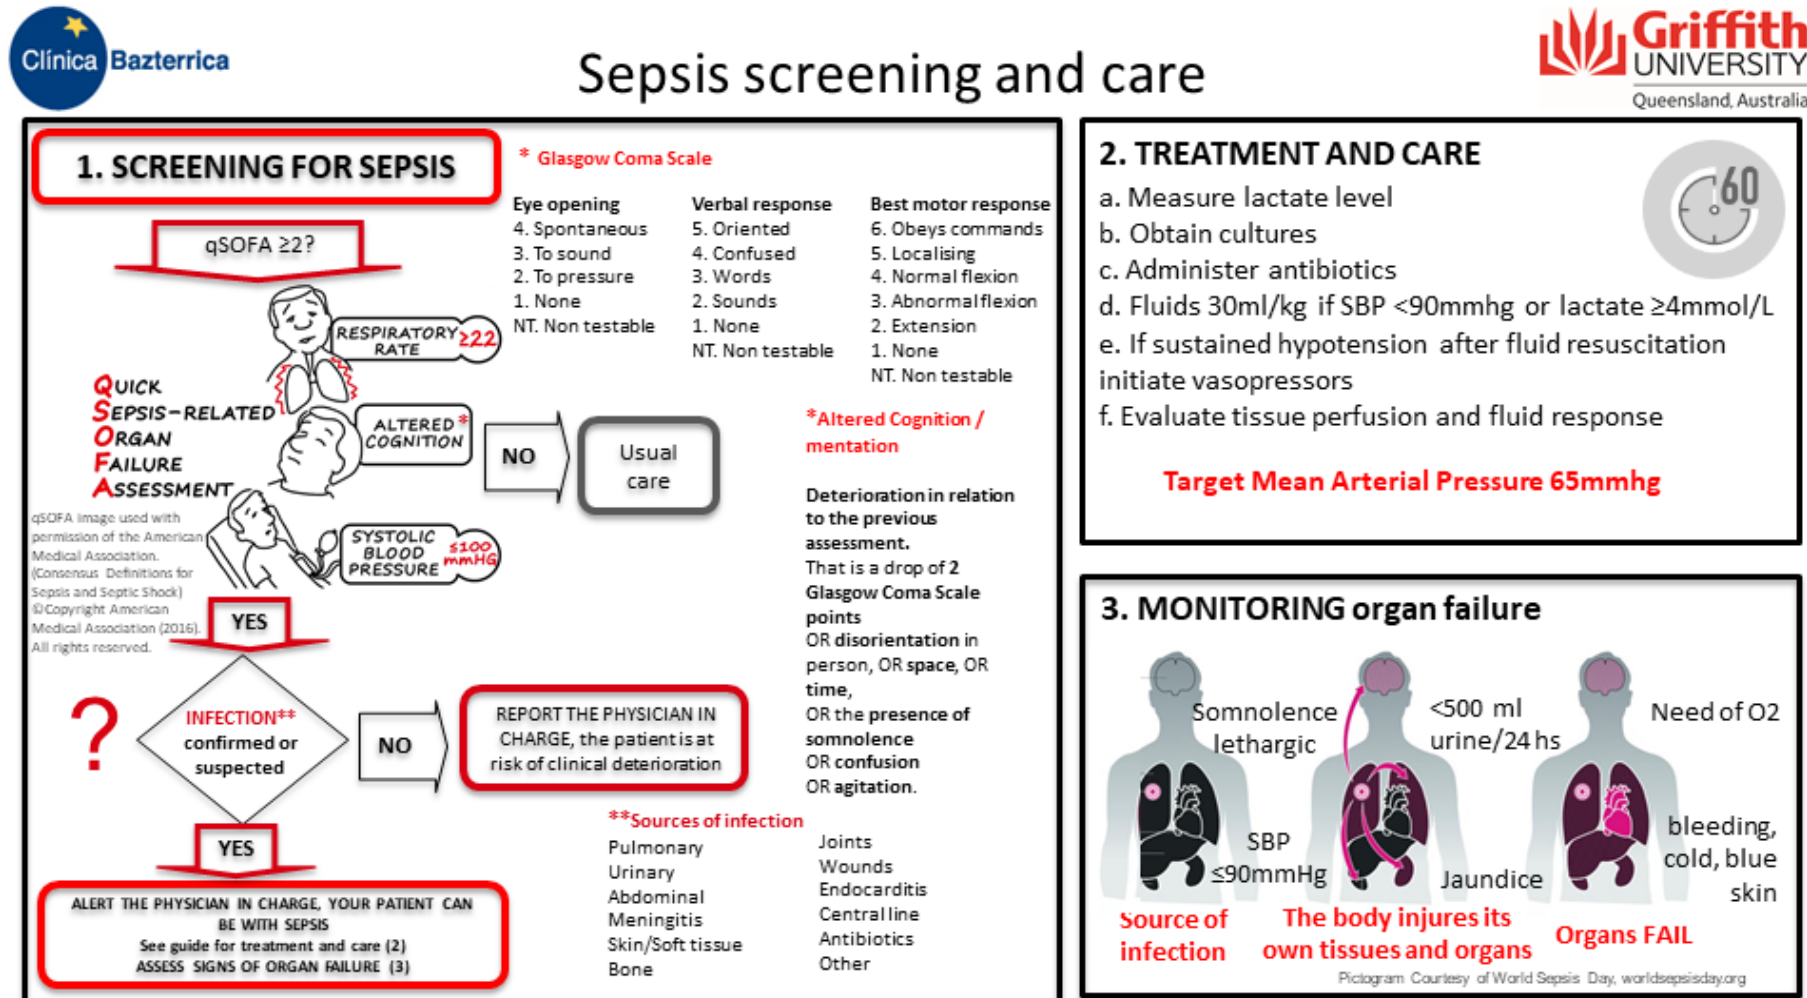 Clínica Bazterrica
Griffith
UNIVERSITY
Queensland, Australia
Sepsis screening and care
1. SCREENING FOR SEPSIS
qSOFA ≥2?
RESPIRATORY
RATE
≥22
QUICK
SEPSIS-RELATED
ORGAN
FAILURE
ASSESSMENT
ALTERED *
COGNITION
SYSTOLIC
BLOOD
PRESSURE
≤100
mmHG
qSOFA image used with
permission of the American
Medical Association.
(Consensus Definitions for
Sepsis and Septic Shock)
©Copyright American
Medical Association (2016).
All rights reserved.
NO
Usual
care
YES
?
INFECTION**
confirmed or
suspected
NO
REPORT THE PHYSICIAN IN
CHARGE, the patient is at
risk of clinical deterioration
YES
ALERT THE PHYSICIAN IN CHARGE, YOUR PATIENT CAN
BE WITH SEPSIS
See guide for treatment and care (2)
ASSESS SIGNS OF ORGAN FAILURE (3)
* Glasgow Coma Scale
Eye opening
4. Spontaneous
3. To sound
2. To pressure
1. None
NT. Non testable
Verbal response
5. Oriented
4. Confused
3. Words
2. Sounds
1. None
NT. Non testable
Best motor response
6. Obeys commands
5. Localising
4. Normal flexion
3. Abnormal flexion
2. Extension
1. None
NT. Non testable
*Altered Cognition /
mentation
Deterioration in relation
to the previous
assessment.
That is a drop of 2
Glasgow Coma Scale
points
OR disorientation in
person, OR space, OR
time,
OR the presence of
somnolence
OR confusion
OR agitation.
**Sources of infection
Pulmonary
Urinary
Abdominal
Meningitis
Skin/Soft tissue
Bone
Joints
Wounds
Endocarditis
Central line
Antibiotics
Other
2. TREATMENT AND CARE
60
a. Measure lactate level
b. Obtain cultures
c. Administer antibiotics
d. Fluids 30ml/kg if SBP <90mmhg or lactate ≥4mmol/L
e. If sustained hypotension after fluid resuscitation
initiate vasopressors
f. Evaluate tissue perfusion and fluid response
Target Mean Arterial Pressure 65mmhg
3. MONITORING organ failure
Somnolence
lethargic
<500 ml
urine/24 hs
Need of O2
SBP
≤90mmHg
Jaundice
bleeding,
cold, blue
skin
Source of
infection
The body injures its
own tissues and organs
Organs FAIL
Pictogram Courtesy of World Sepsis Day, worldsepsisday.org